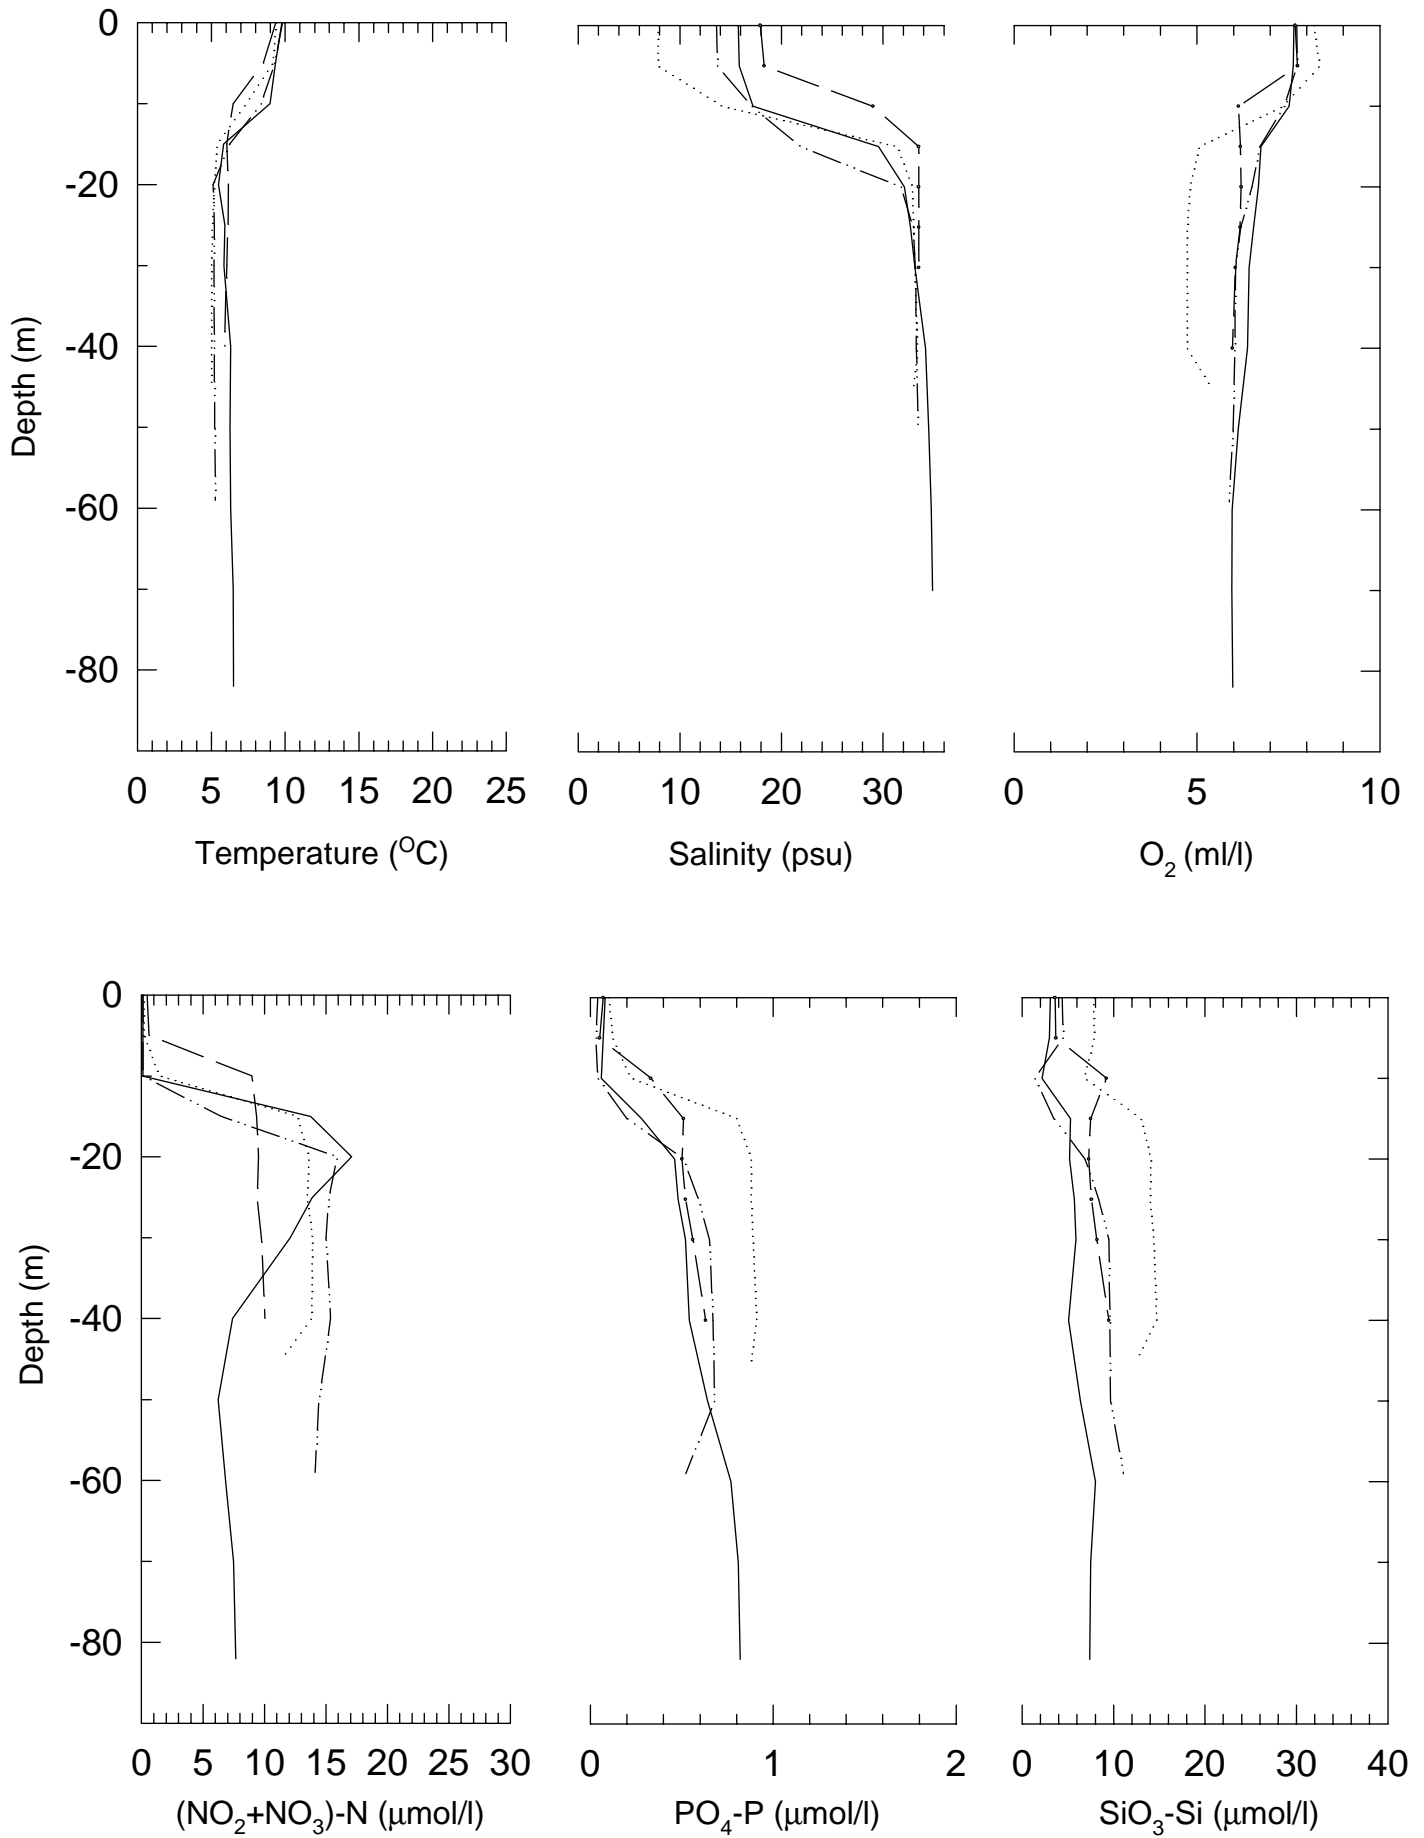 0
-20
-40
-60
-80
Depth (m)
0 5 10 15 20 25
Temperature (ᴼC)
0 10 20 30
Salinity (psu)
0 5 10
O₂ (ml/l)
0
-20
-40
-60
-80
Depth (m)
0 5 10 15 20 25 30
(NO₂+NO₃)-N (μmol/l)
0 1 2
PO₄-P (μmol/l)
0 10 20 30 40
SiO₃-Si (μmol/l)